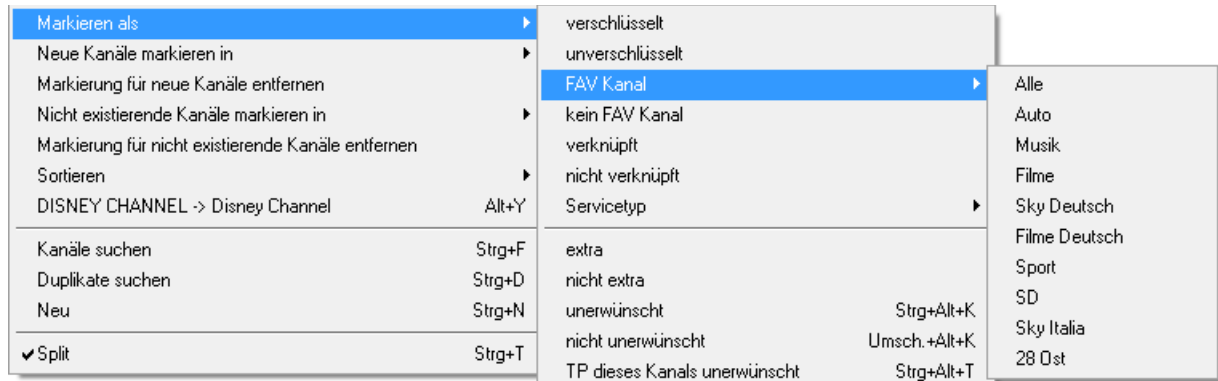 Markieren als
Neue Kanäle markieren in
Markierung für neue Kanäle entfernen
Nicht existierende Kanäle markieren in
Markierung für nicht existierende Kanäle entfernen
Sortieren
DISNEY CHANNEL -> Disney Channel Alt+Y
Kanäle suchen Strg+F
Duplikate suchen Strg+D
Neu Strg+N
Split Strg+T
verschlüsselt
unverschlüsselt
FAV Kanal
kein FAV Kanal
verknüpft
nicht verknüpft
Servicetyp
extra
nicht extra
unerwünscht Strg+Alt+K
nicht unerwünscht Umsch.+Alt+K
TP dieses Kanals unerwünscht Strg+Alt+T
Alle
Auto
Musik
Filme
Sky Deutsch
Filme Deutsch
Sport
SD
Sky Italia
28 Ost